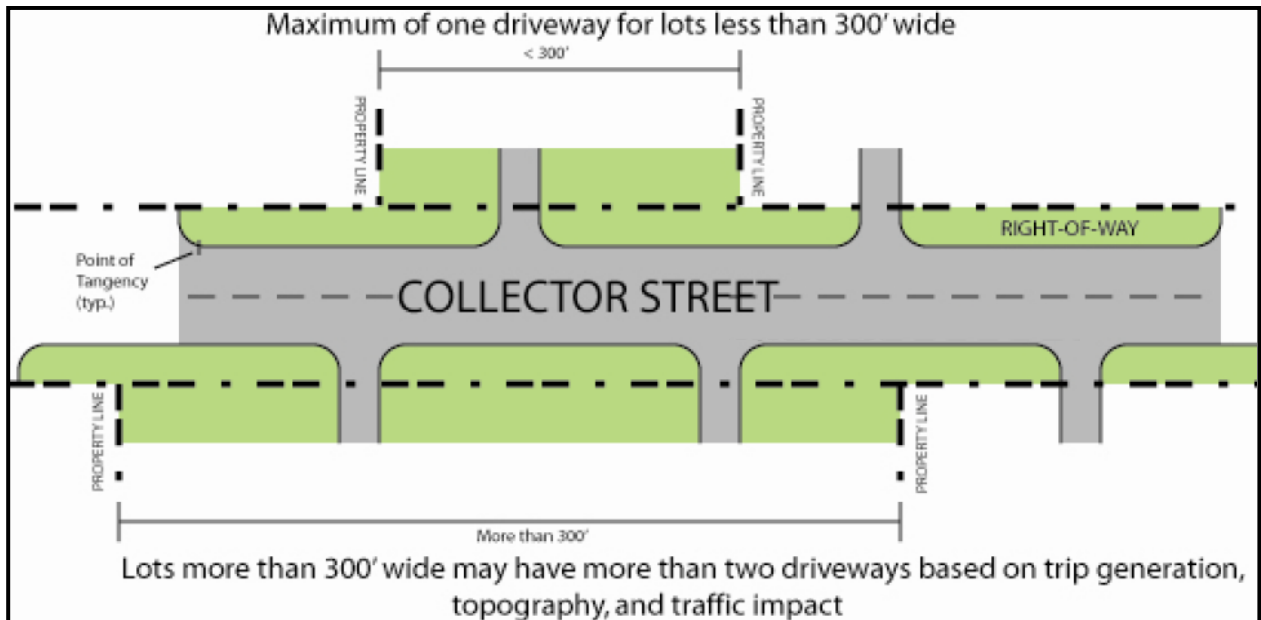 Maximum of one driveway for lots less than 300' wide
< 300'
PROPERTY LINE
PROPERTY LINE
RIGHT-OF-WAY
Point of
Tangency
(typ.)
COLLECTOR STREET
PROPERTY LINE
PROPERTY LINE
More than 300'
Lots more than 300' wide may have more than two driveways based on trip generation,
topography, and traffic impact